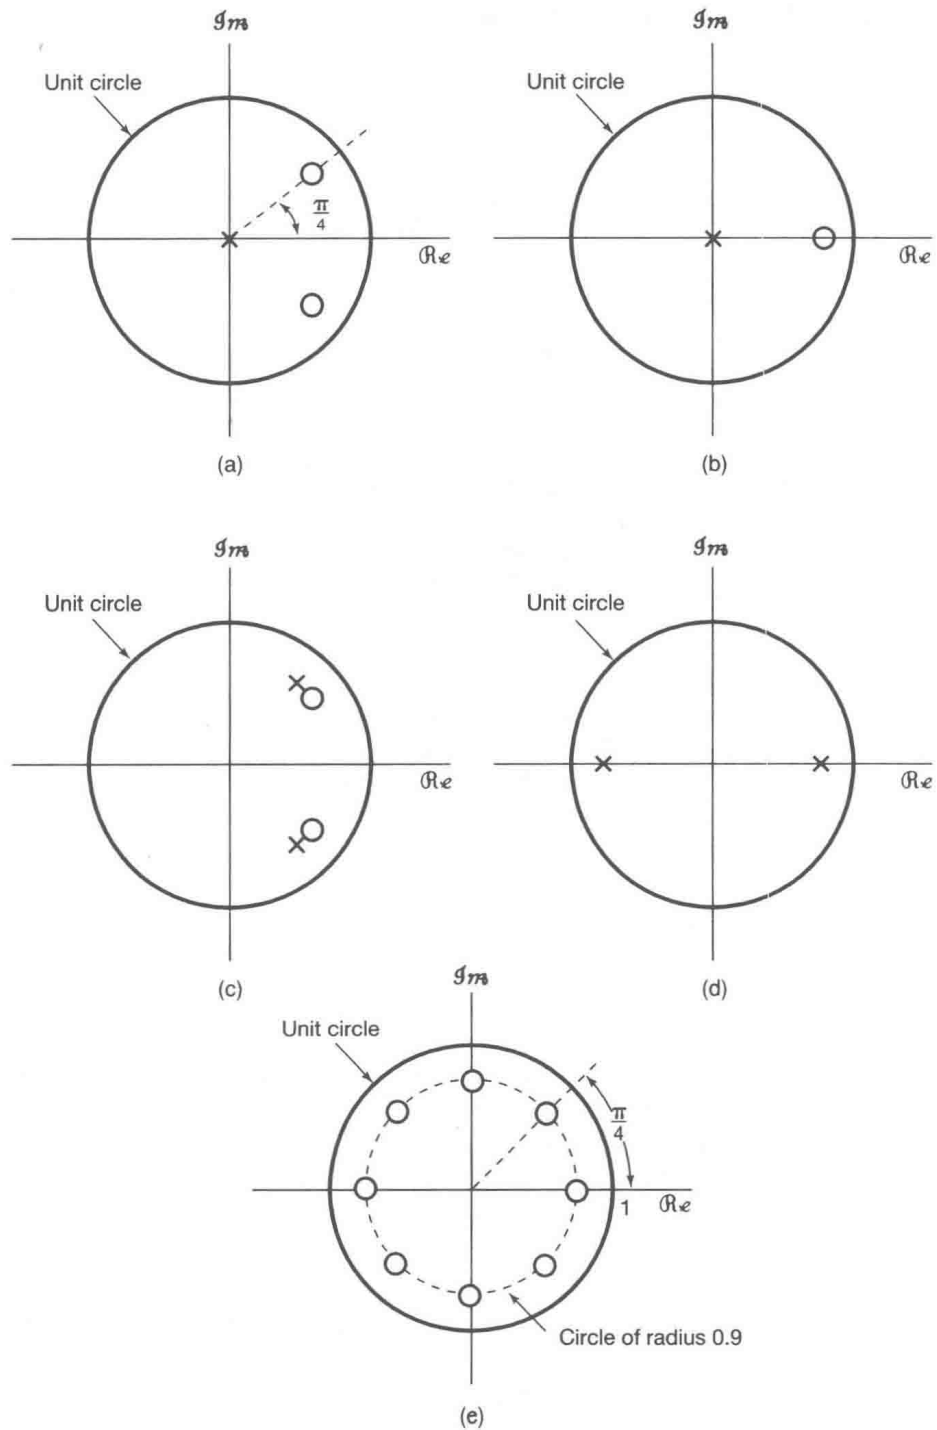 𝓘𝓶
Unit circle
π
4
ℛℯ
(a)
𝓘𝓶
Unit circle
ℛℯ
(b)
𝓘𝓶
Unit circle
ℛℯ
(c)
𝓘𝓶
Unit circle
ℛℯ
(d)
𝓘𝓶
Unit circle
π
4
1
ℛℯ
Circle of radius 0.9
(e)